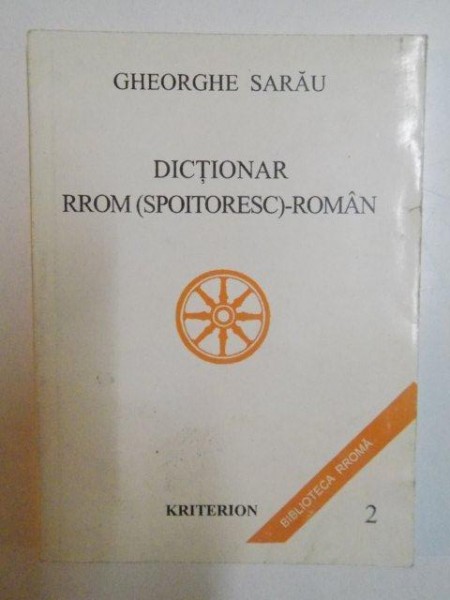 GHEORGHE SARĂU
DICȚIONAR
RROM (SPOITORESC)-ROMÂN
BIBLIOTECA RROMĂ
KRITERION
2